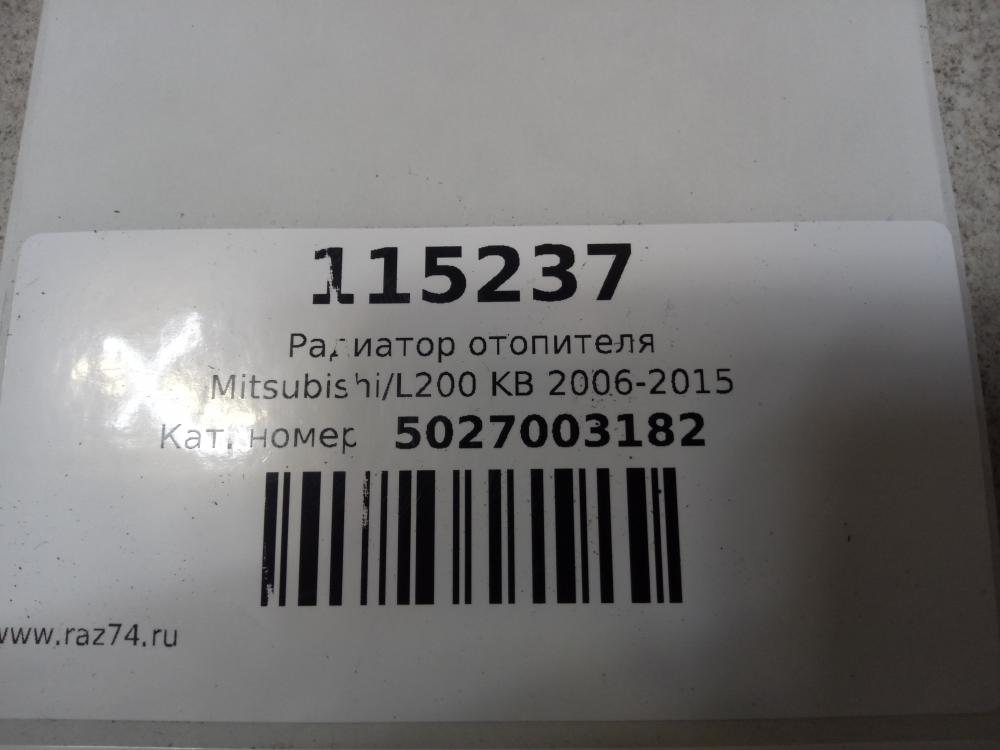 115237
Радиатор отопителя
Mitsubishi/L200 KB 2006-2015
Кат. номер 5027003182
www.raz74.ru